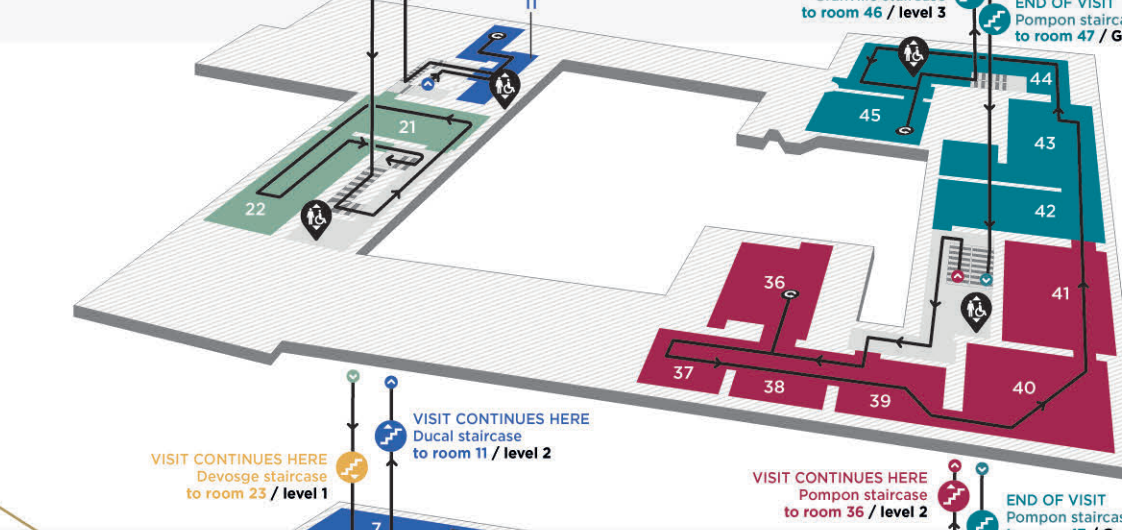 11
to room 46 / level 3
END OF VISIT
Pompon
to room 47 /
44
45
43
21
22
42
36
41
37
38
39
40
VISIT CONTINUES HERE
Ducal staircase
to room 11 / level 2
VISIT CONTINUES HERE
Devosge staircase
to room 23 / level 1
7
VISIT CONTINUES HERE
Pompon staircase
to room 36 / level 2
END OF VISIT
Pompon